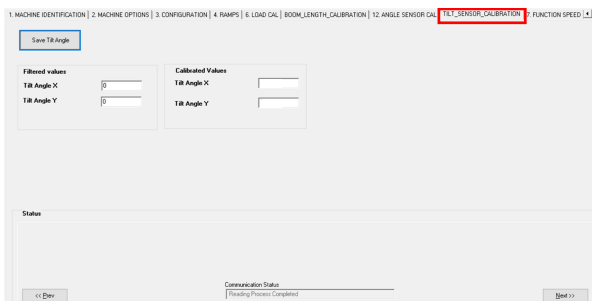 1. MACHINE IDENTIFICATION | 2. MACHINE OPTIONS | 3. CONFIGURATION | 4. RAMPS | 6. LOAD CAL | BOOM_LENGTH_CALIBRATION | 12. ANGLE SENSOR CAL TILT_SENSOR_CALIBRATION 7. FUNCTION SPEED
Save Tilt Angle
Filtered values
Tilt Angle X 0
Tilt Angle Y 0
Calibrated Values
Tilt Angle X
Tilt Angle Y
Status
Communication Status
Reading Process Completed
<< Prev
Next >>